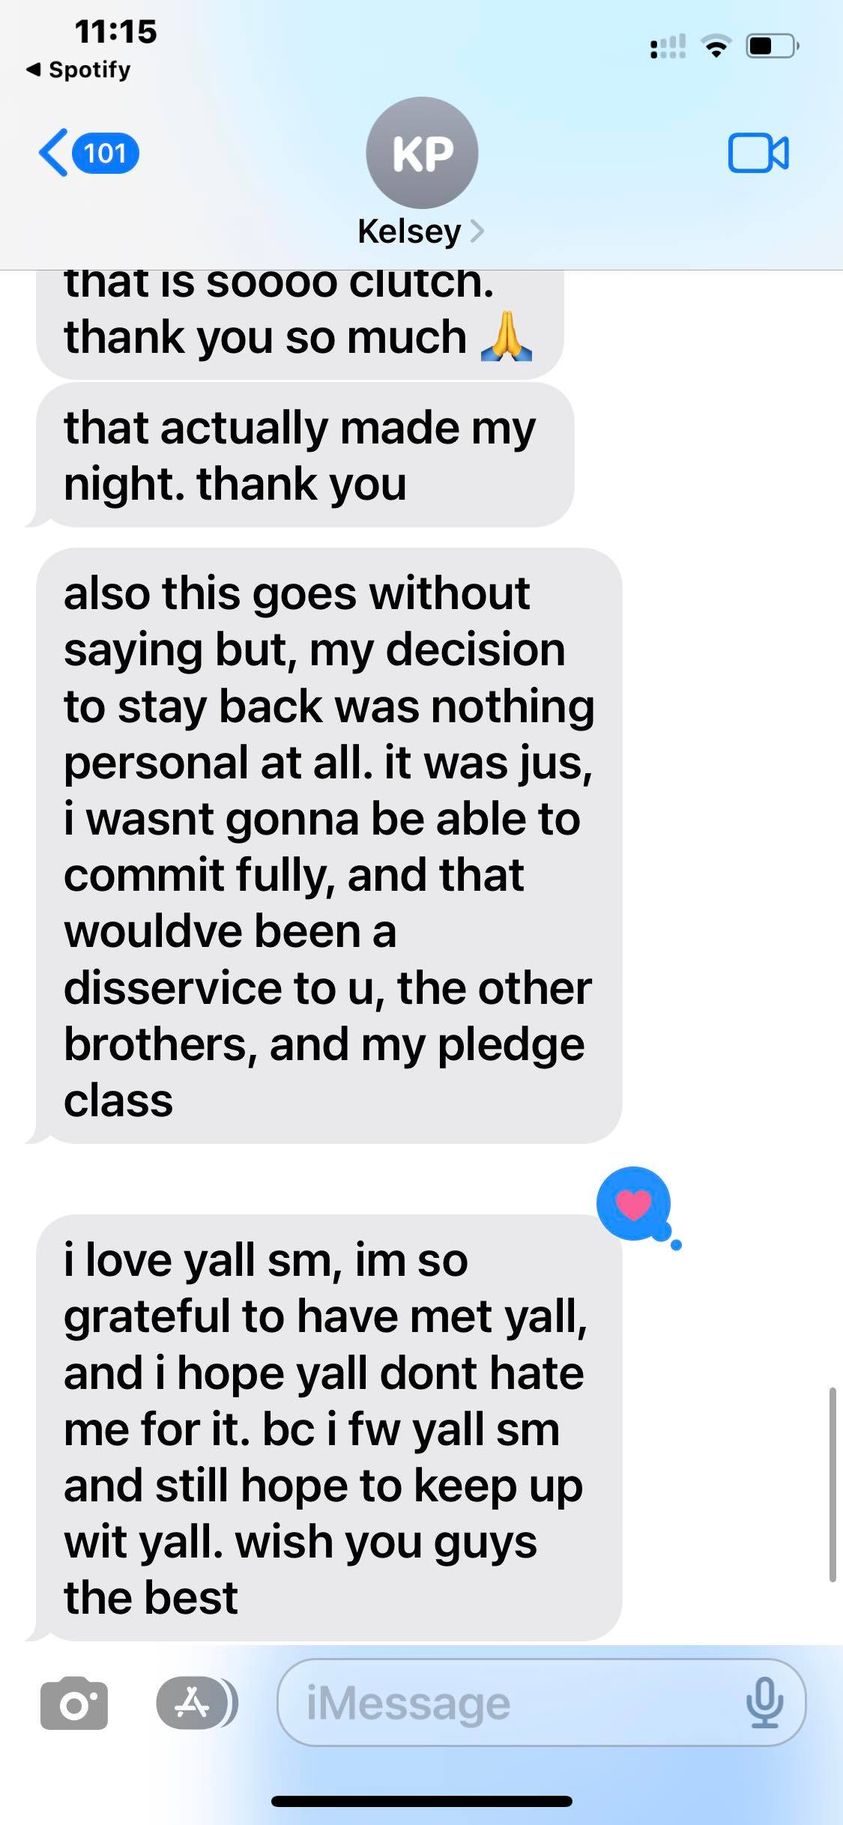 11:15
◀ Spotify
101
KP
Kelsey
that is soooo clutch.
thank you so much 🙏
that actually made my
night. thank you
also this goes without
saying but, my decision
to stay back was nothing
personal at all. it was jus,
i wasnt gonna be able to
commit fully, and that
wouldve been a
disservice to u, the other
brothers, and my pledge
class
i love yall sm, im so
grateful to have met yall,
and i hope yall dont hate
me for it. bc i fw yall sm
and still hope to keep up
wit yall. wish you guys
the best
iMessage